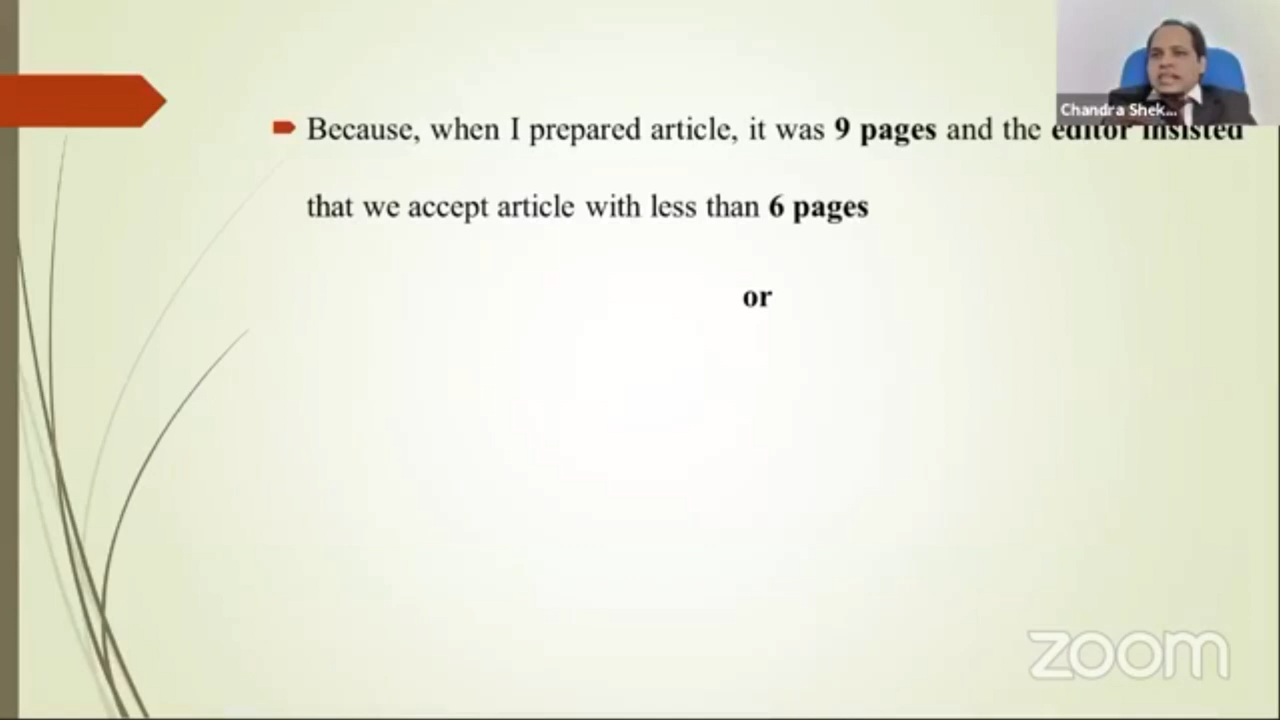 Chandra Shek...
Because, when I prepared article, it was 9 pages and the editor insisted
that we accept article with less than 6 pages
or
zoom